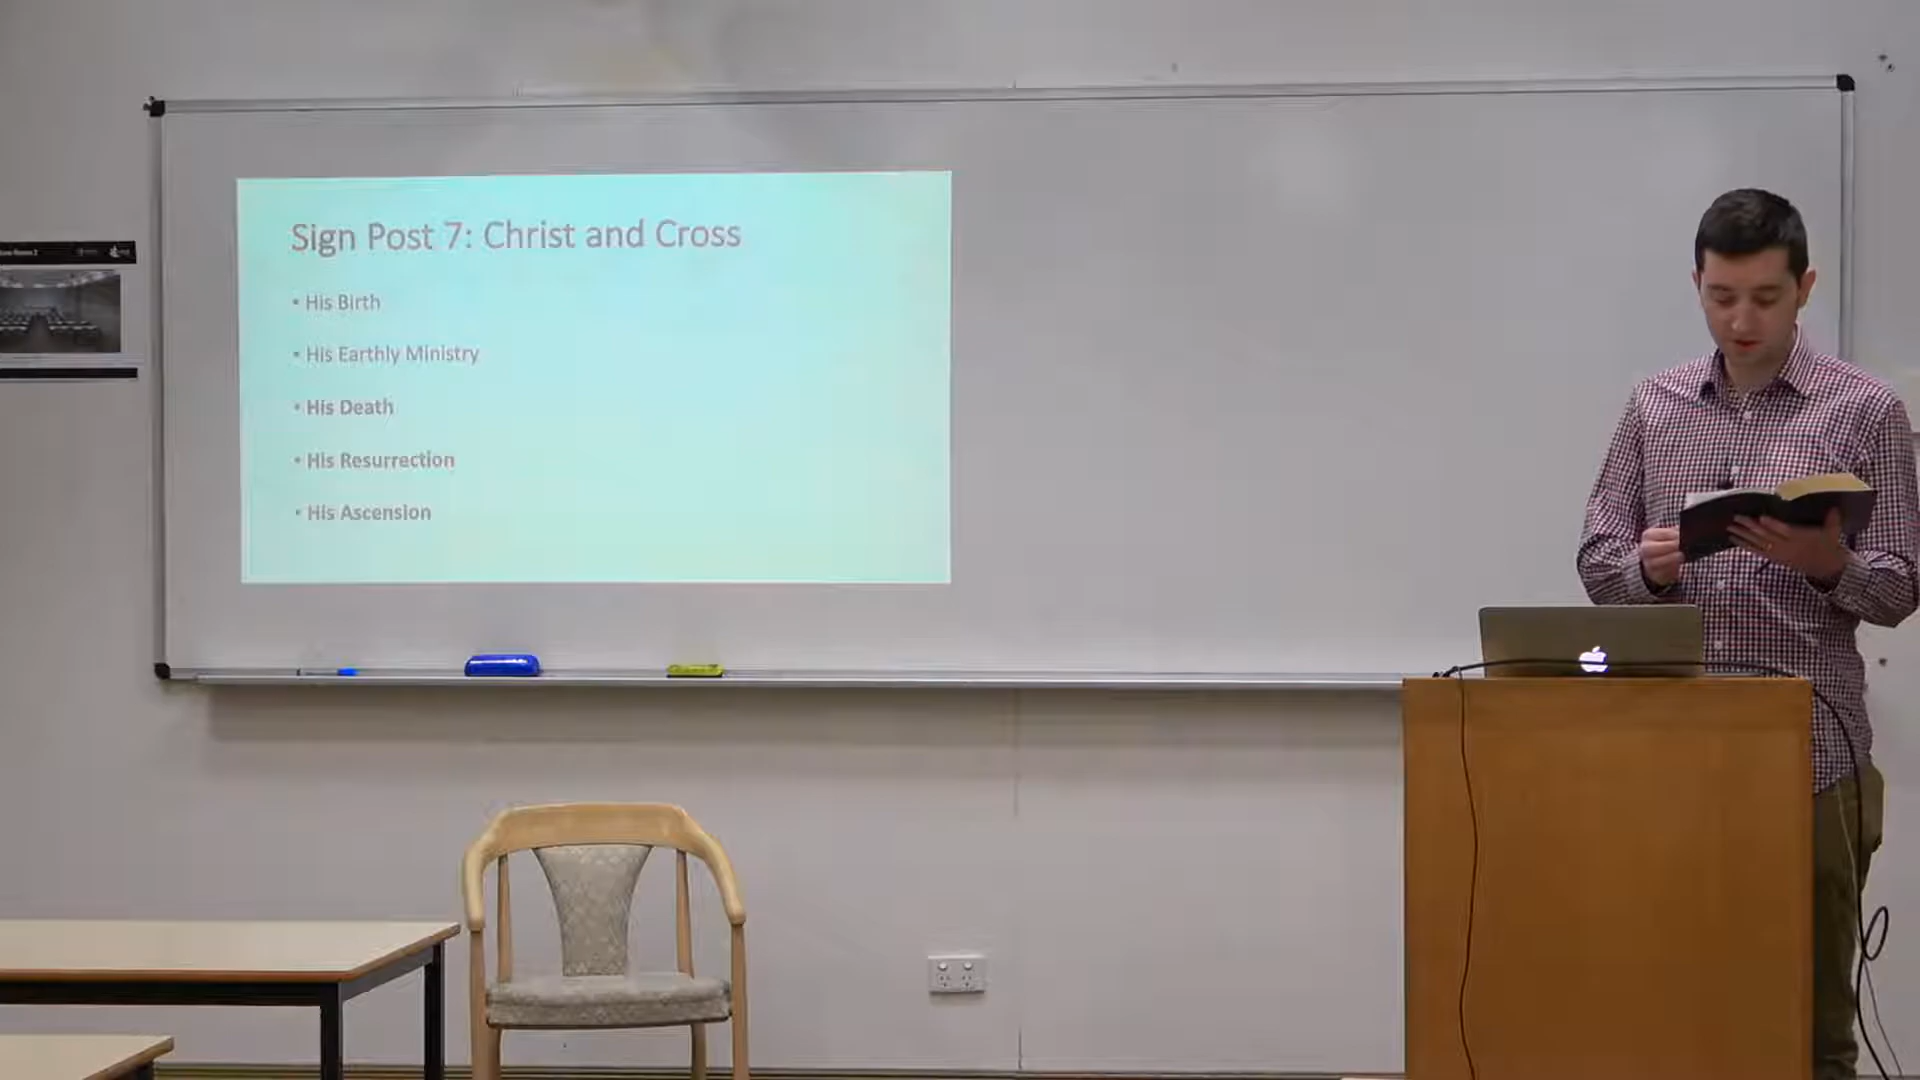 Sign Post 7: Christ and Cross
• His Birth
• His Earthly Ministry
• His Death
• His Resurrection
• His Ascension